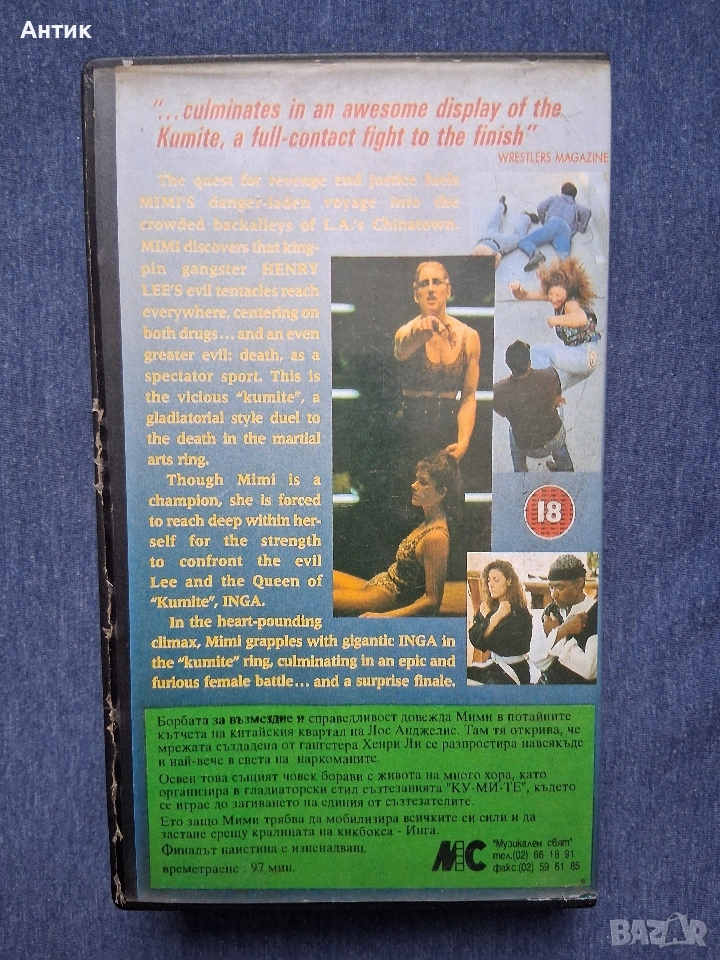 Антик
"...culminates in an awesome display of the
Kumite, a full-contact fight to the finish"
WRESTLERS MAGAZINE
The quest for revenge and justice fuels
MIMI'S danger-laden voyage into the
crowded backalleys of L.A.'s Chinatown.
MIMI discovers that king-
pin gangster HENRY
LEE'S evil tentacles reach
everywhere, centering on
both drugs... and an even
greater evil: death, as a
spectator sport. This is
the vicious "kumite", a
gladiatorial style duel to
the death in the martial
arts ring.
Though Mimi is a
champion, she is forced
to reach deep within her-
self for the strength
to confront the evil
Lee and the Queen of
"Kumite", INGA.
In the heart-pounding
climax, Mimi grapples with gigantic INGA in
the "kumite" ring, culminating in an epic and
furious female battle... and a surprise finale.
18
Борбата за възмездие и справедливост довежда Мими в потайните
кътчета на китайския квартал на Лос Анджелис. Там тя открива, че
мрежата създадена от гангстера Хенри Ли се разпростира навсякъде
и най-вече в света на наркоманите.
Освен това същият човек борави с живота на много хора, като
организира в гладиаторски стил състезанията "КУ-МИ-ТЕ", където
се играе до загиването на единия от състезателите.
Ето защо Мими трябва да мобилизира всичките си сили и да
застане срещу кралицата на кикбокса - Инга.
Финалът наистина е изненадващ.
времетраене : 97 мин.
MC
"Музикален свят"
тел.(02) 66 18 91
факс:(02) 59 61 85
BAZAR